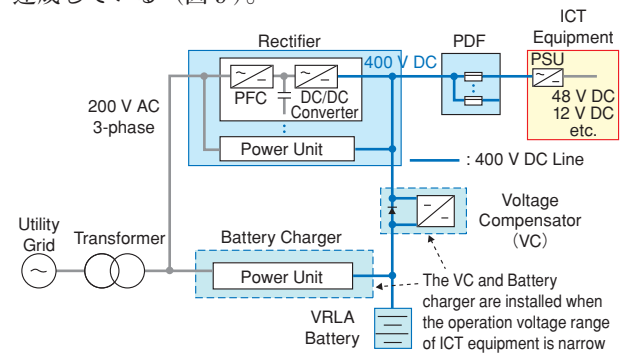 達成している（図5）。
ICT
Equipment
Rectifier
PDF
400 V DC
PSU
PFC
DC/DC
Converter
48 V DC
12 V DC
etc.
200 V AC
3-phase
Power Unit
: 400 V DC Line
Voltage
Compensator
（VC）
Utility
Grid
Transformer
Battery Charger
Power Unit
The VC and Battery
charger are installed when
the operation voltage range
of ICT equipment is narrow
VRLA
Battery